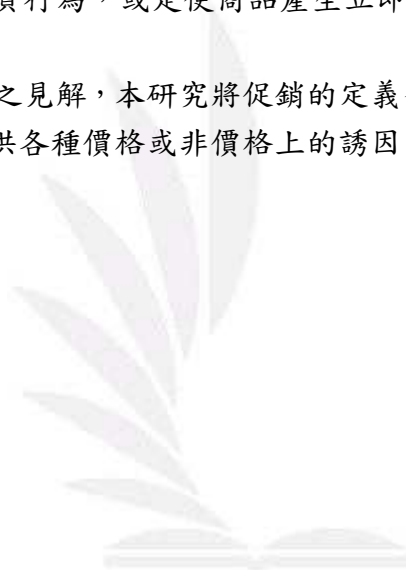 買行為，或是使商品產生立即
之見解，本研究將促銷的定義
供各種價格或非價格上的誘因